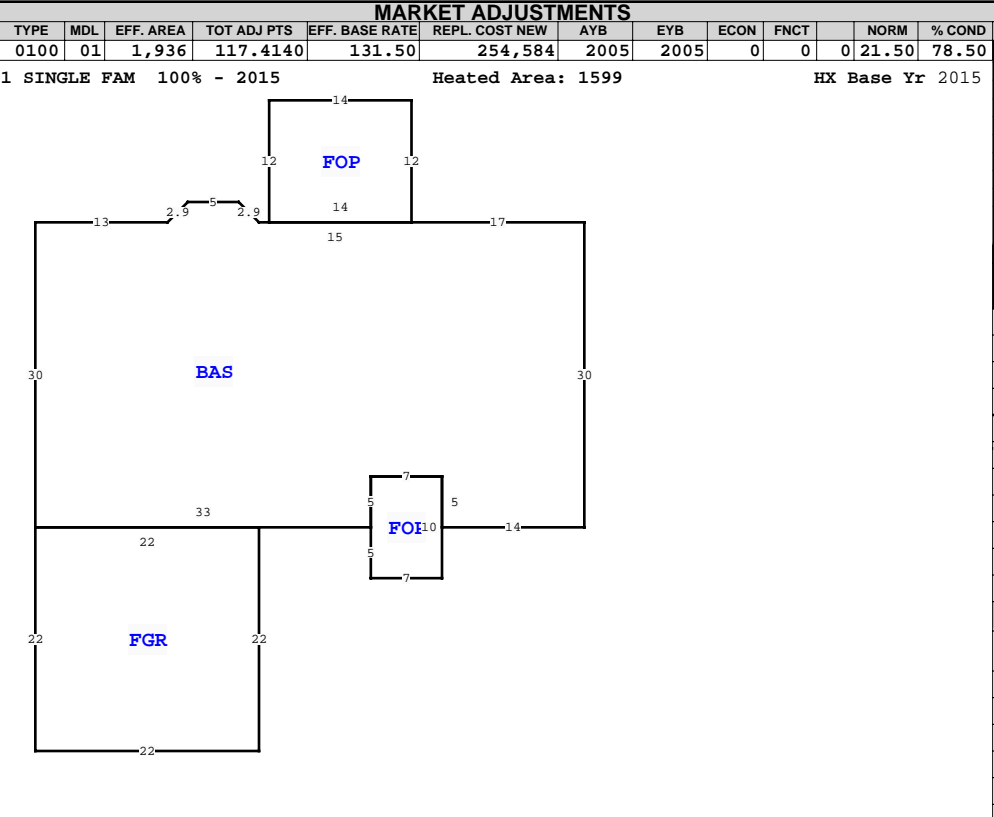 MARKET ADJUSTMENTS
TYPE MDL EFF. AREA TOT ADJ PTS EFF. BASE RATE REPL. COST NEW AYB EYB ECON FNCT NORM % COND
0100 01 1,936 117.4140 131.50 254,584 2005 2005 0 0 0 21.50 78.50
1 SINGLE FAM 100% - 2015 Heated Area: 1599 HX Base Yr 2015
14
12 FOP 12
5
2.9 2.9 14
13 17
15
30 BAS 30
7
5 5
33
FOP 10 14
22
5
7
22 FGR 22
22